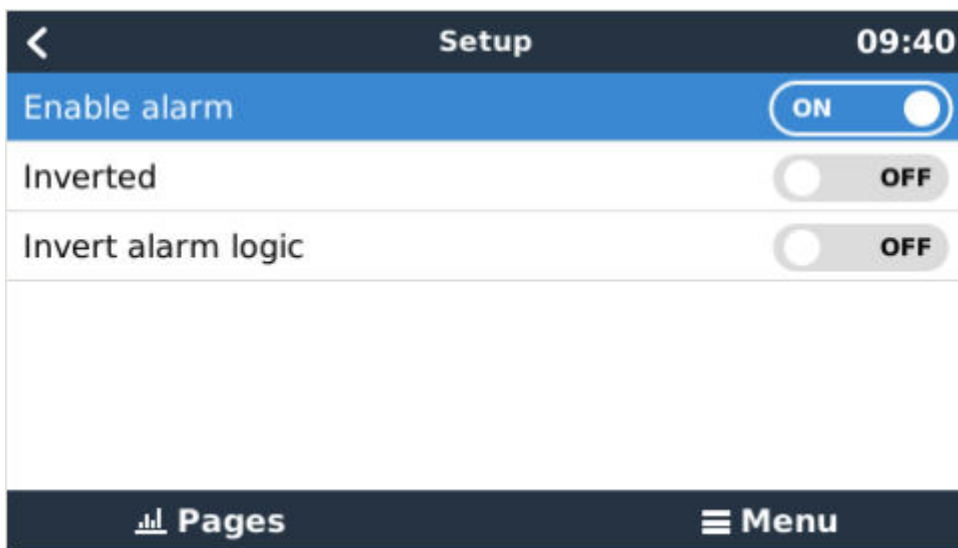 Setup 09:40
Enable alarm ON
Inverted OFF
Invert alarm logic OFF
Pages Menu